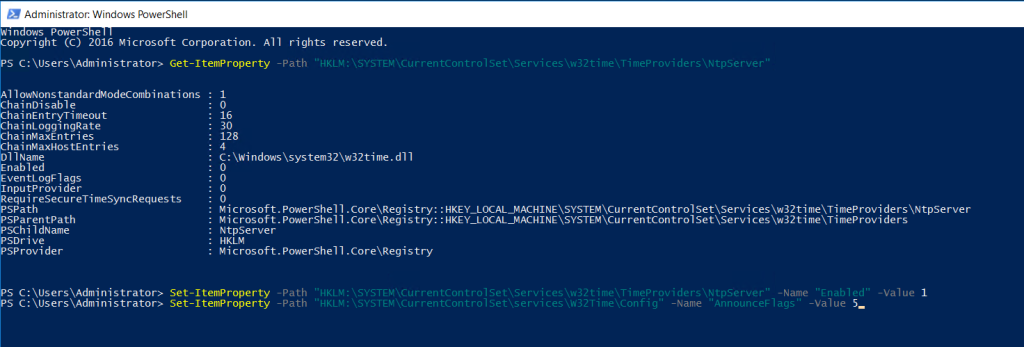 Administrator: Windows PowerShell
Windows PowerShell
Copyright (C) 2016 Microsoft Corporation. All rights reserved.
PS C:\Users\Administrator> Get-ItemProperty -Path "HKLM:\SYSTEM\CurrentControlSet\Services\w32time\TimeProviders\NtpServer"
AllowNonstandardModeCombinations : 1
ChainDisable : 0
ChainEntryTimeout : 16
ChainLoggingRate : 30
ChainMaxEntries : 128
ChainMaxHostEntries : 4
DllName : C:\Windows\system32\w32time.dll
Enabled : 0
EventLogFlags : 0
InputProvider : 0
RequireSecureTimeSyncRequests : 0
PSPath : Microsoft.PowerShell.Core\Registry::HKEY_LOCAL_MACHINE\SYSTEM\CurrentControlSet\Services\w32time\TimeProviders\NtpServer
PSParentPath : Microsoft.PowerShell.Core\Registry::HKEY_LOCAL_MACHINE\SYSTEM\CurrentControlSet\Services\w32time\TimeProviders
PSChildName : NtpServer
PSDrive : HKLM
PSProvider : Microsoft.PowerShell.Core\Registry
PS C:\Users\Administrator> Set-ItemProperty -Path "HKLM:\SYSTEM\CurrentControlSet\Services\w32time\TimeProviders\NtpServer" -Name "Enabled" -Value 1
PS C:\Users\Administrator> Set-ItemProperty -Path "HKLM:\SYSTEM\CurrentControlSet\services\W32Time\Config" -Name "AnnounceFlags" -Value 5